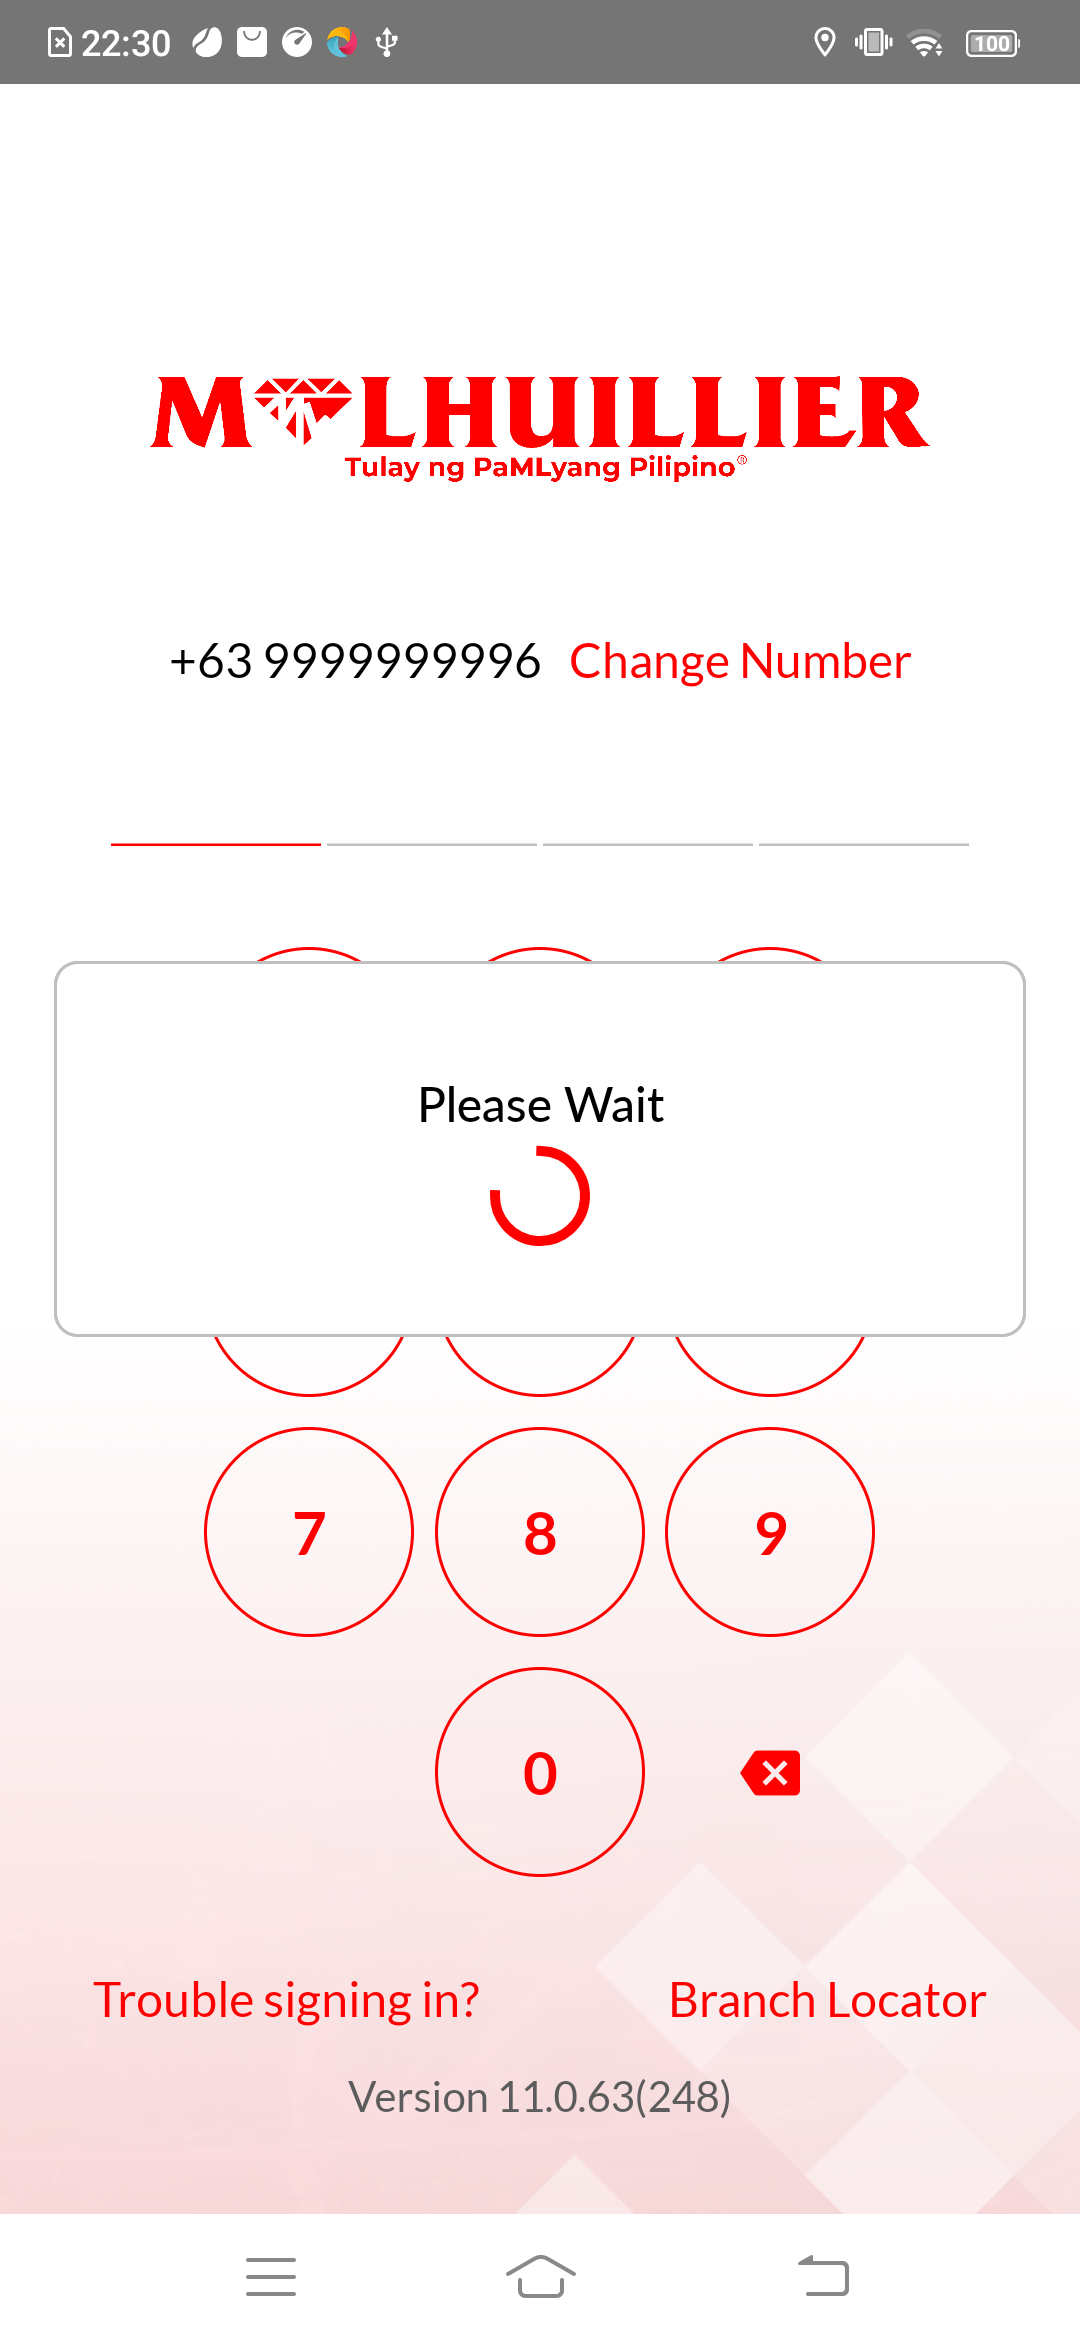 22:30
100
M LHUILLIER
Tulay ng PaMLyang Pilipino®
+63 9999999996 Change Number
Please Wait
7 8 9
0
Trouble signing in? Branch Locator
Version 11.0.63(248)